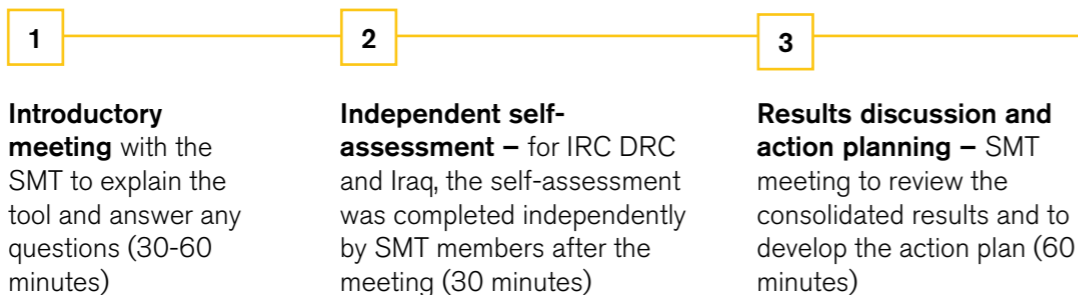 1
Introductory
meeting with the
SMT to explain the
tool and answer any
questions (30-60
minutes)
2
Independent self-
assessment – for IRC DRC
and Iraq, the self-assessment
was completed independently
by SMT members after the
meeting (30 minutes)
3
Results discussion and
action planning – SMT
meeting to review the
consolidated results and to
develop the action plan (60
minutes)